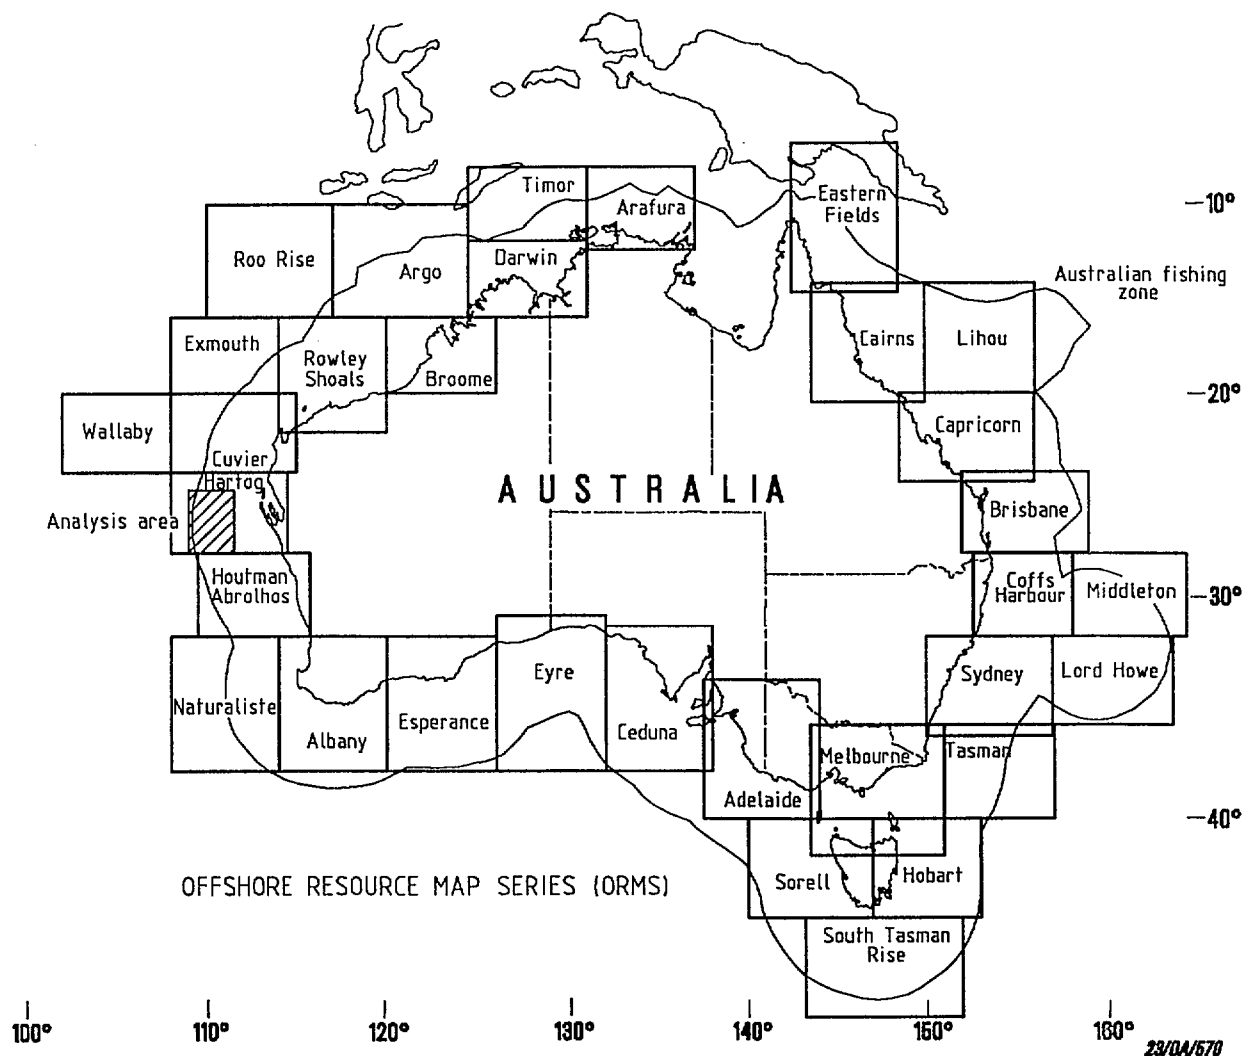 Timor
Arafura
Eastern
Fields
—10°
Roo Rise
Argo
Darwin
Australian fishing
zone
Exmouth
Rowley
Shoals
Broome
Cairns
Lihou
—20°
Wallaby
Cuvier
Capricorn
Hartog
AUSTRALIA
Analysis area
Brisbane
Houtman
Abrolhos
Coffs
Harbour
Middleton
—30°
Naturaliste
Albany
Esperance
Eyre
Ceduna
Sydney
Lord Howe
Adelaide
Melbourne
Tasman
—40°
OFFSHORE RESOURCE MAP SERIES (ORMS)
Sorell
Hobart
South Tasman
Rise
100°
110°
120°
130°
140°
150°
160°
23/OA/570